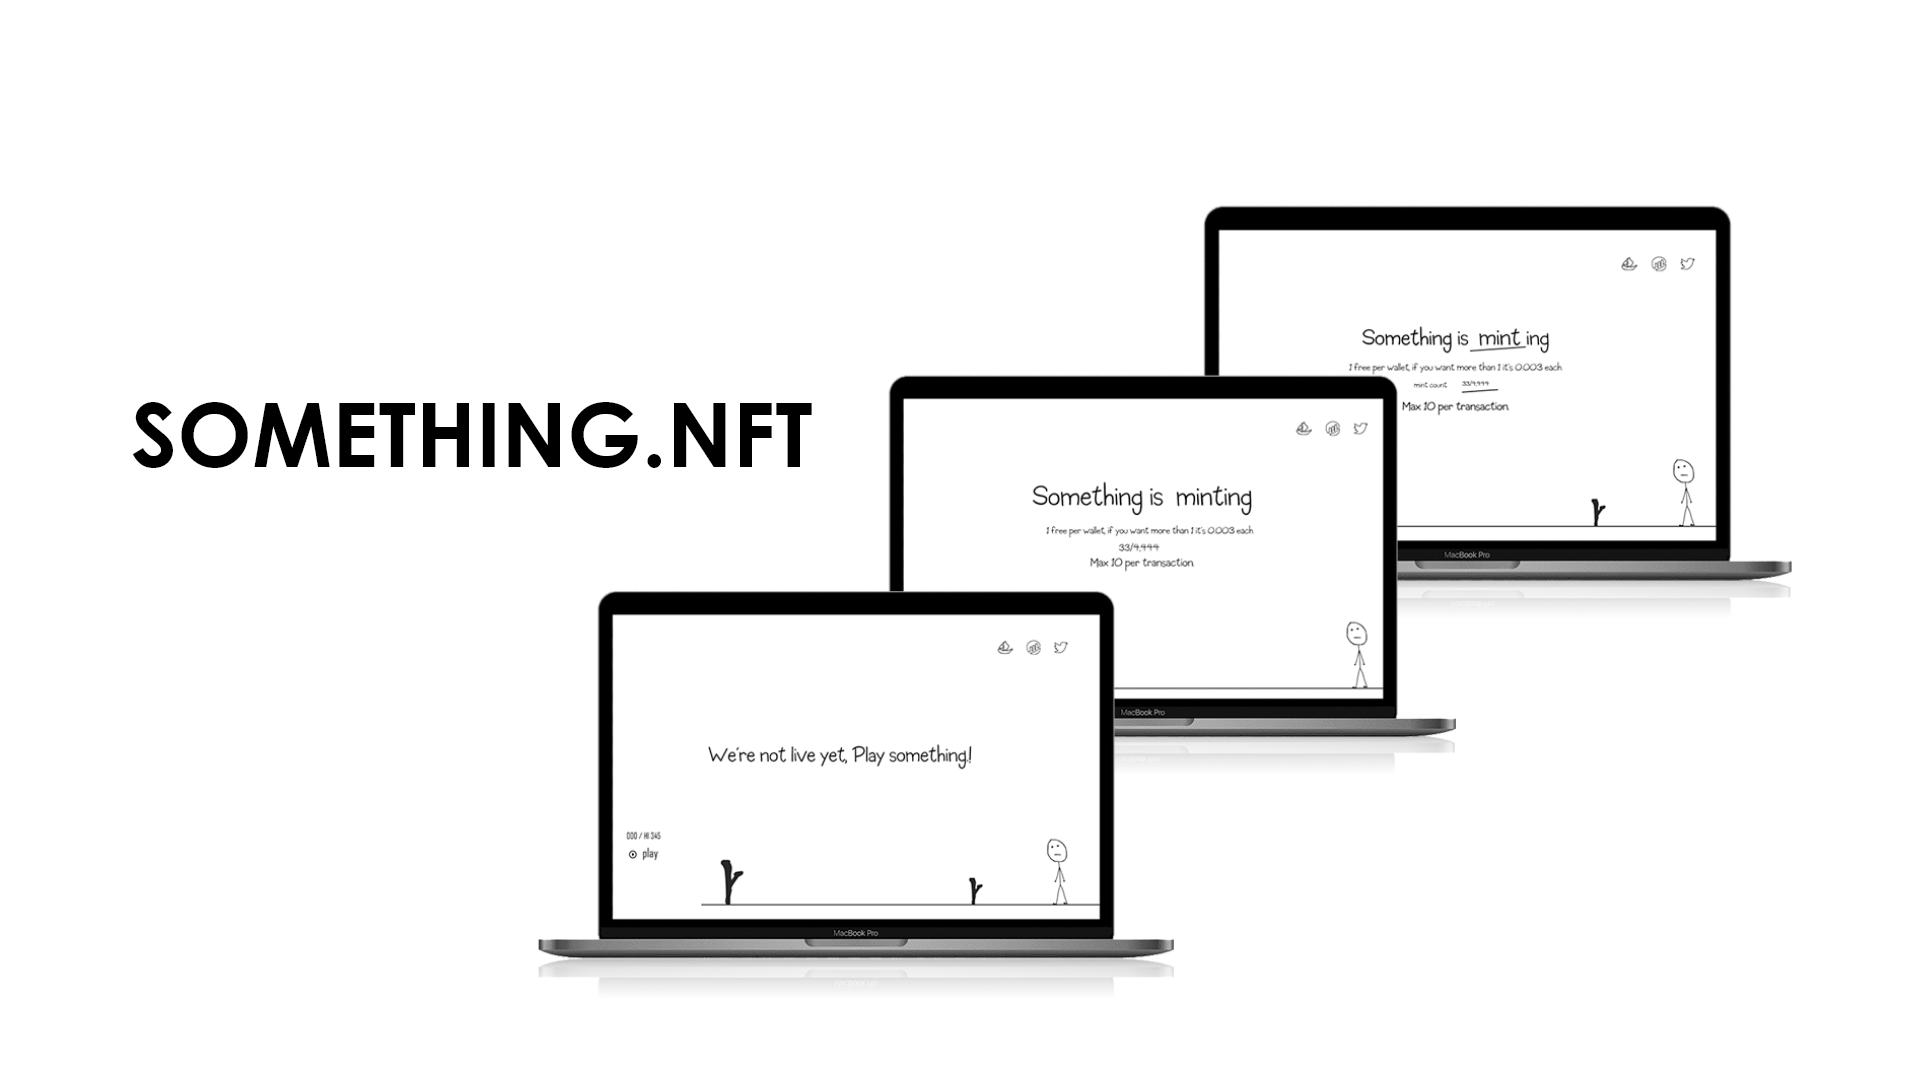 SOMETHING.NFT
Something is minting
1 free per wallet, if you want more than 1 it's 0.003 each
mint count 33/9,999
Max 10 per transaction
MacBook Pro
Something is minting
1 free per wallet, if you want more than 1 it's 0.003 each
33/9,999
Max 10 per transaction
MacBook Pro
We're not live yet, Play something!
000 / HI 345
play
MacBook Pro